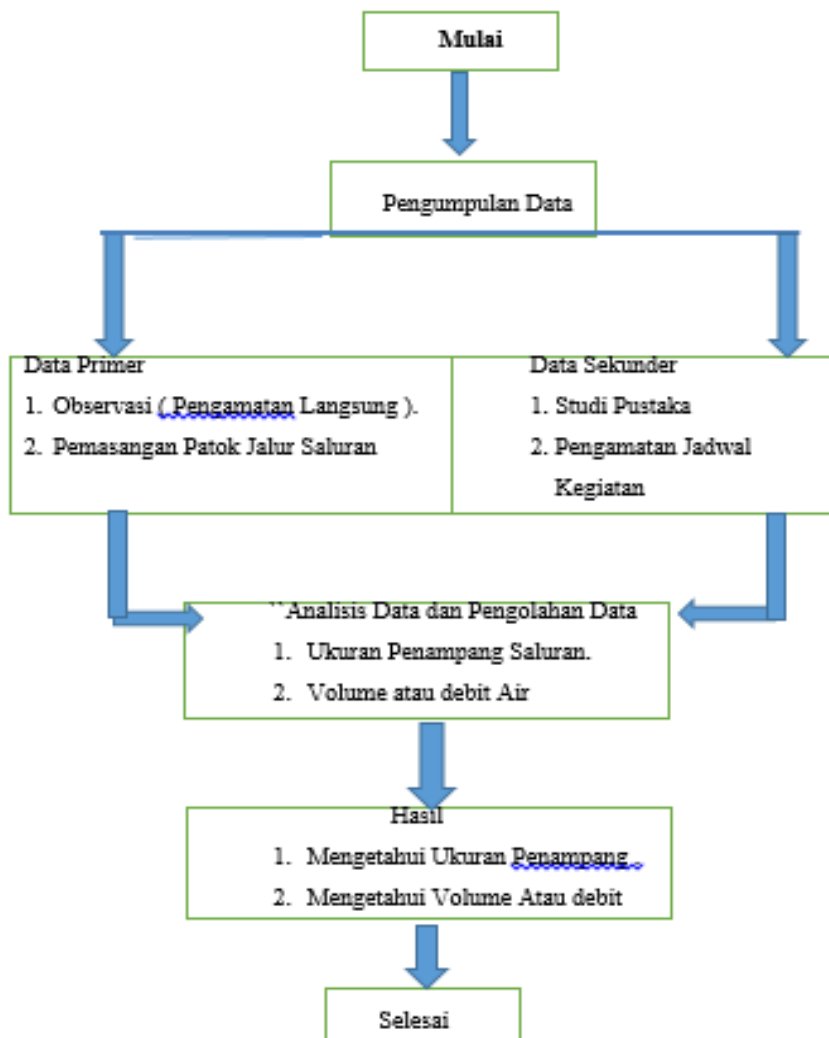 Mulai
Pengumpulan Data
Data Primer
1. Observasi ( Pengamatan Langsung ).
2. Pemasangan Patok Jalur Saluran
Data Sekunder
1. Studi Pustaka
2. Pengamatan Jadwal
Kegiatan
``Analisis Data dan Pengolahan Data
1. Ukuran Penampang Saluran.
2. Volume atau debit Air
Hasil
1. Mengetahui Ukuran Penampang .
2. Mengetahui Volume Atau debit
Selesai